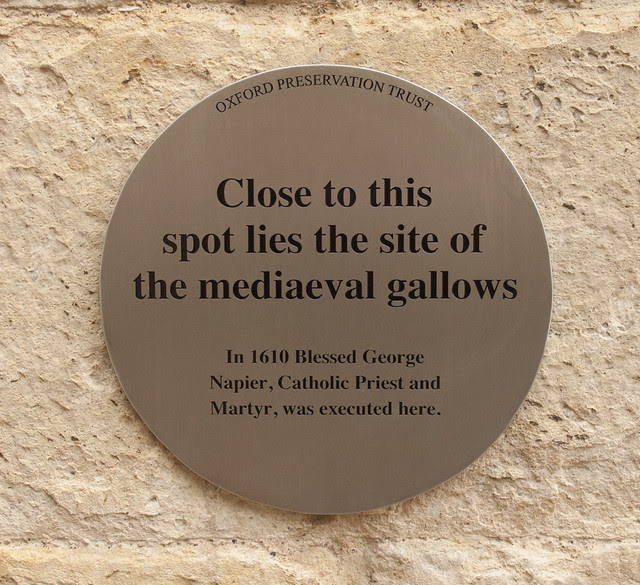 OXFORD PRESERVATION TRUST
Close to this
spot lies the site of
the mediaeval gallows
In 1610 Blessed George
Napier, Catholic Priest and
Martyr, was executed here.